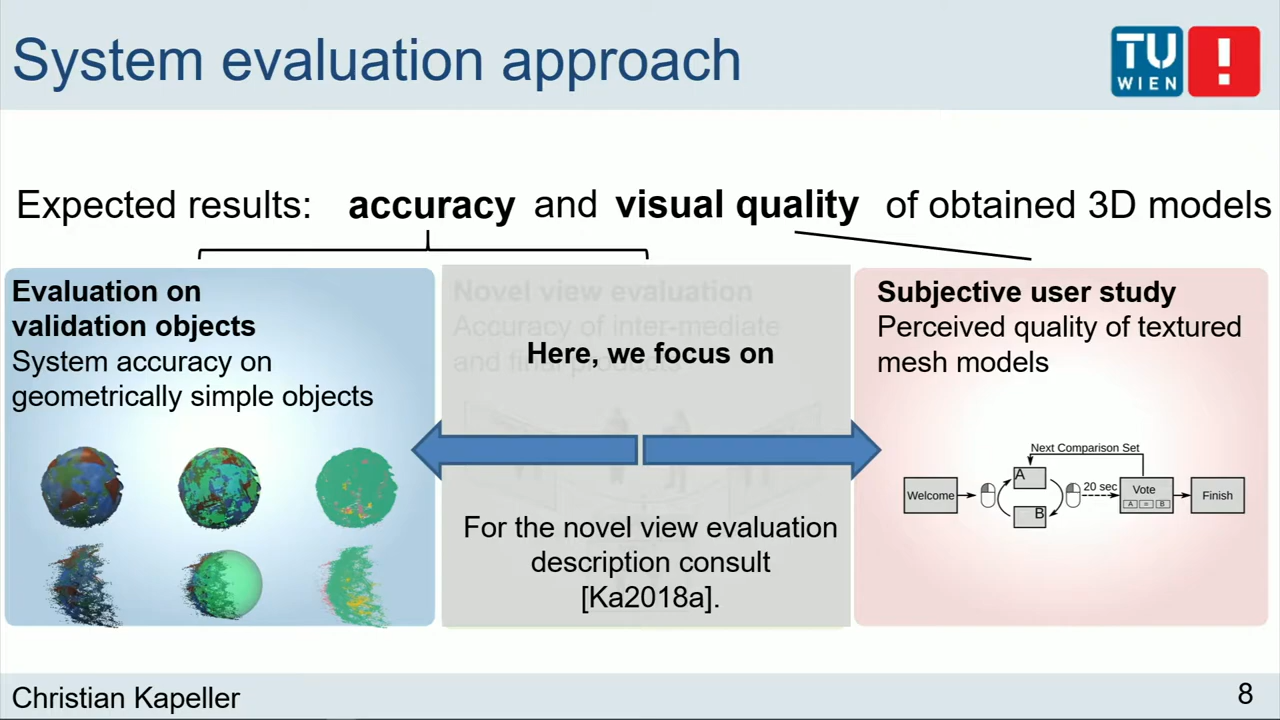 System evaluation approach
TU
WIEN
!
Expected results: accuracy and visual quality of obtained 3D models
Evaluation on
validation objects
System accuracy on
geometrically simple objects
Novel view evaluation
Accuracy of inter-mediate
and final products
Here, we focus on
For the novel view evaluation
description consult
[Ka2018a].
Subjective user study
Perceived quality of textured
mesh models
Next Comparison Set
Welcome
A
B
20 sec
Vote
A = B
Finish
Christian Kapeller
8